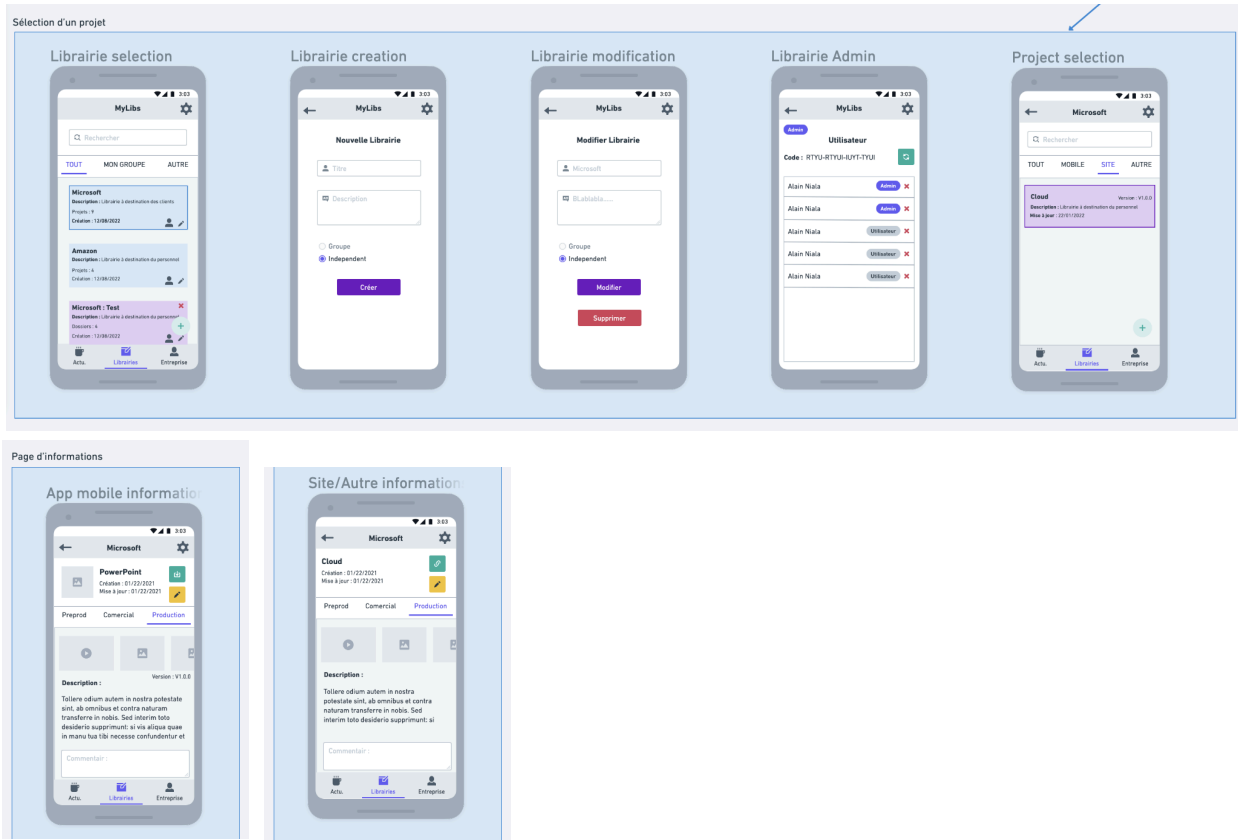 Sélection d'un projet
Librairie selection
3:03
MyLibs
Rechercher
TOUT MON GROUPE AUTRE
Microsoft
Description : Librairie à destination des clients
Projets : 9
Création : 12/08/2022
Amazon
Description : Librairie à destination du personnel
Projets : 4
Création : 12/08/2022
Microsoft : Test
Description : Librairie à destination du personnel
Dossiers : 4
Création : 12/08/2022
+
Actu. Librairies Entreprise
Librairie creation
3:03
MyLibs
Nouvelle Librairie
Titre
Description
Groupe
Independent
Créer
Librairie modification
3:03
MyLibs
Modifier Librairie
Microsoft
BLablabla.....
Groupe
Independent
Modifier
Supprimer
Librairie Admin
3:03
MyLibs
Admin
Utilisateur
Code : RTYU-RTYUI-IUYT-TYUI
Alain Niala Admin
Alain Niala Admin
Alain Niala Utilisateur
Alain Niala Utilisateur
Alain Niala Utilisateur
Project selection
3:03
Microsoft
Rechercher
TOUT MOBILE SITE AUTRE
Cloud Version : V1.0.0
Description : Librairie à destination du personnel
Mise à jour : 22/01/2022
+
Actu. Librairies Entreprise
Page d'informations
App mobile information
3:03
Microsoft
PowerPoint
Création : 01/22/2021
Mise à jour : 01/22/2021
Preprod Comercial Production
Version : V1.0.0
Description :
Tollere odium autem in nostra potestate
sint, ab omnibus et contra naturam
transferre in nobis. Sed interim toto
desiderio supprimunt: si vis aliqua quae
in manu tua tibi necesse confundentur et
Commentair :
Actu. Librairies Entreprise
Site/Autre information
3:03
Microsoft
Cloud
Création : 01/22/2021
Mise à jour : 01/22/2021
Preprod Comercial Production
Description :
Tollere odium autem in nostra
potestate sint, ab omnibus et contra
naturam transferre in nobis. Sed
interim toto desiderio supprimunt: si
Commentair :
Actu. Librairies Entreprise